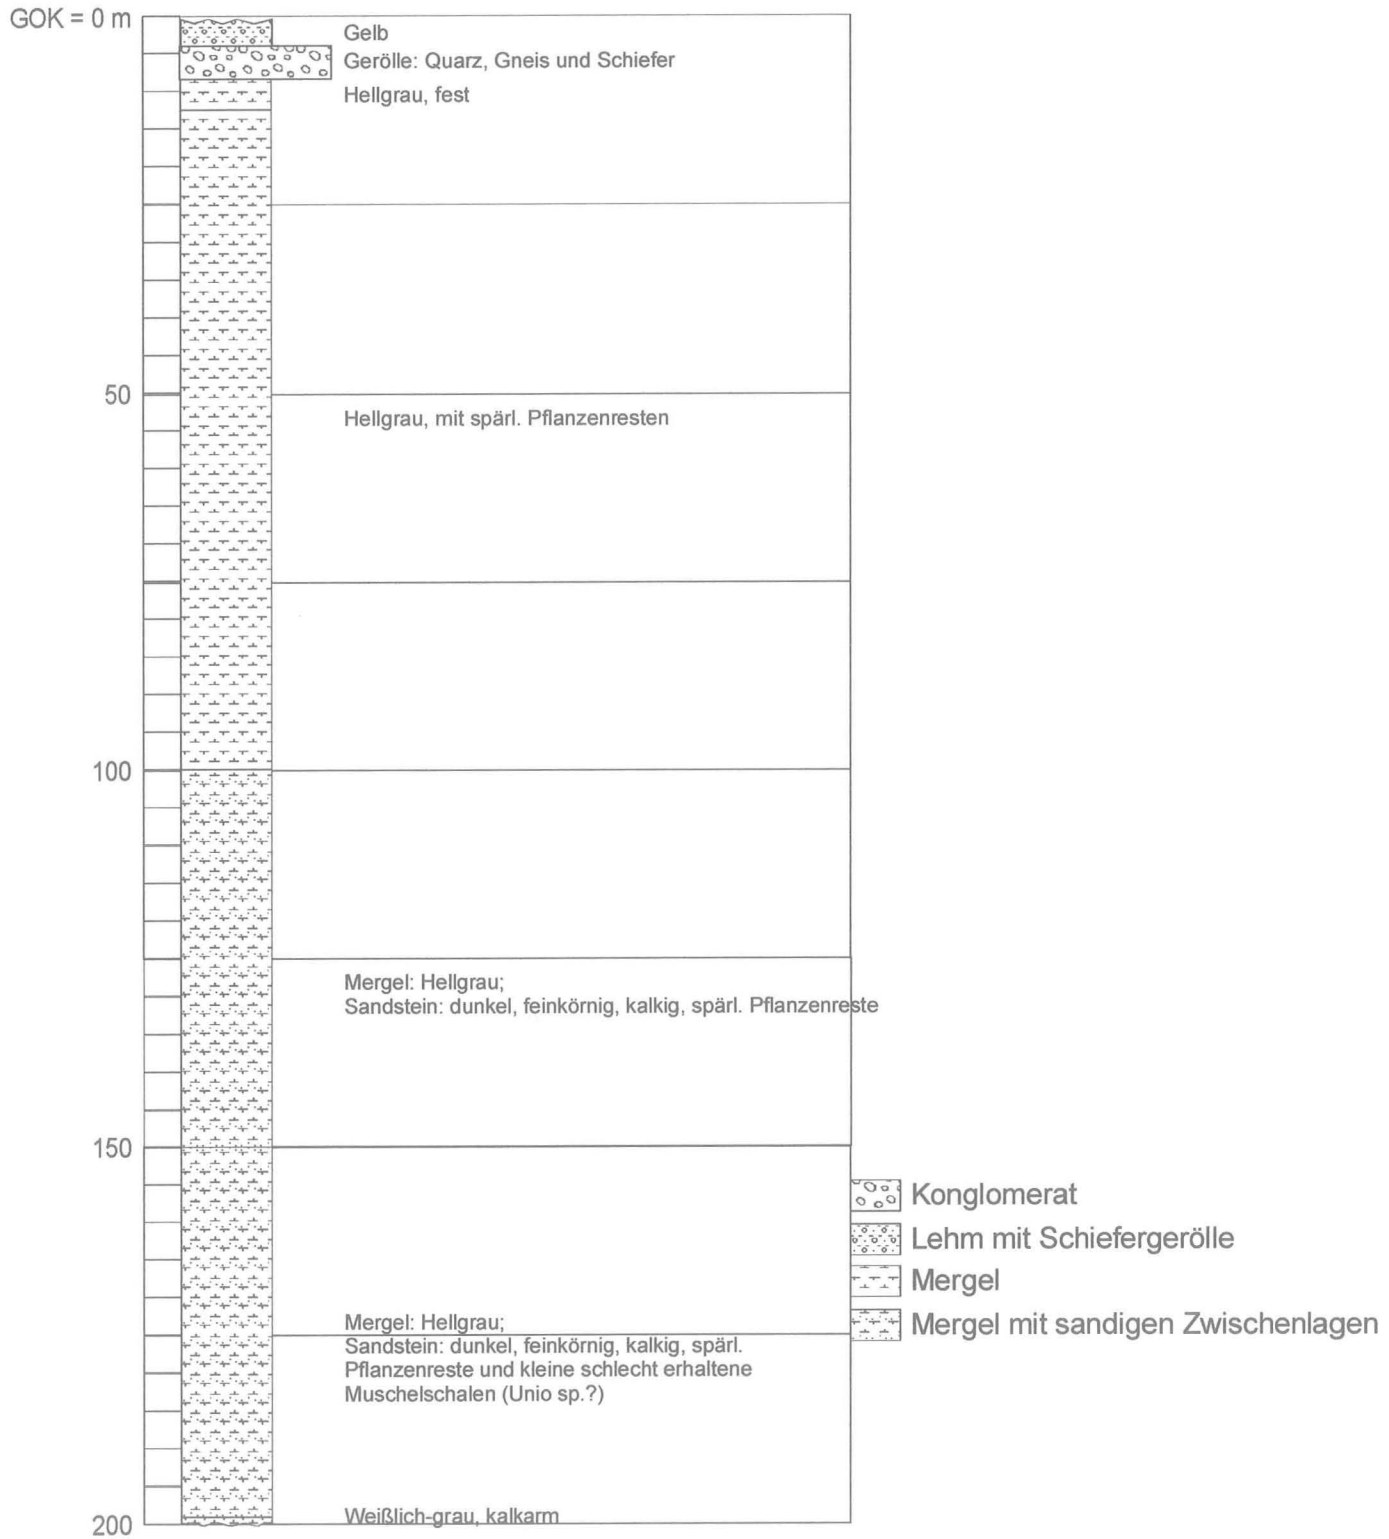 GOK = 0 m
Gelb
Gerölle: Quarz, Gneis und Schiefer
Hellgrau, fest
50
Hellgrau, mit spärl. Pflanzenresten
100
Mergel: Hellgrau;
Sandstein: dunkel, feinkörnig, kalkig, spärl. Pflanzenreste
150
Konglomerat
Lehm mit Schiefergerölle
Mergel
Mergel mit sandigen Zwischenlagen
Mergel: Hellgrau;
Sandstein: dunkel, feinkörnig, kalkig, spärl.
Pflanzenreste und kleine schlecht erhaltene
Muschelschalen (Unio sp.?)
Weißlich-grau, kalkarm
200